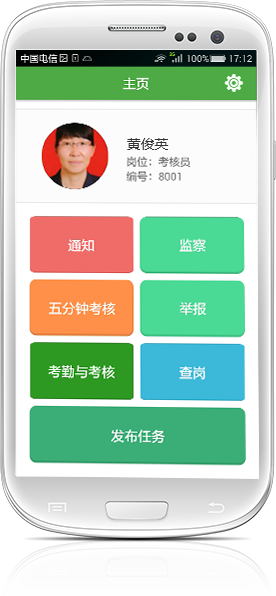 中国电信 100% 17:12
主页
黄俊英
岗位：考核员
编号：8001
通知 监察
五分钟考核 举报
考勤与考核 查岗
发布任务